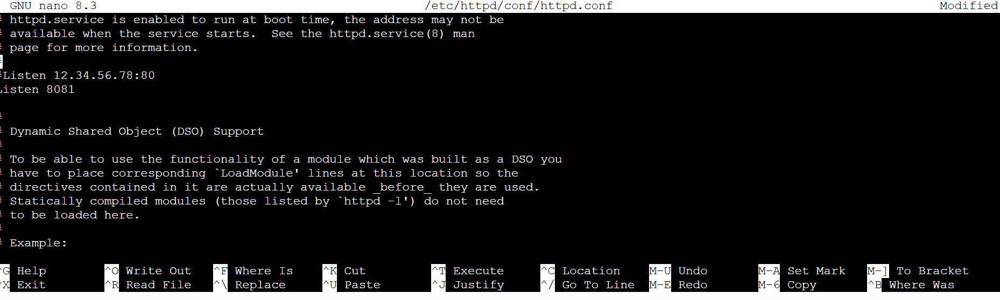 GNU nano 8.3 /etc/httpd/conf/httpd.conf Modified
# httpd.service is enabled to run at boot time, the address may not be
# available when the service starts.  See the httpd.service(8) man
# page for more information.
#
#Listen 12.34.56.78:80
Listen 8081
#
# Dynamic Shared Object (DSO) Support
#
# To be able to use the functionality of a module which was built as a DSO you
# have to place corresponding `LoadModule' lines at this location so the
# directives contained in it are actually available _before_ they are used.
# Statically compiled modules (those listed by `httpd -l') do not need
# to be loaded here.
#
# Example:
^G Help ^O Write Out ^F Where Is ^K Cut ^T Execute ^C Location M-U Undo M-A Set Mark M-] To Bracket
^X Exit ^R Read File ^\ Replace ^U Paste ^J Justify ^/ Go To Line M-E Redo M-6 Copy ^B Where Was